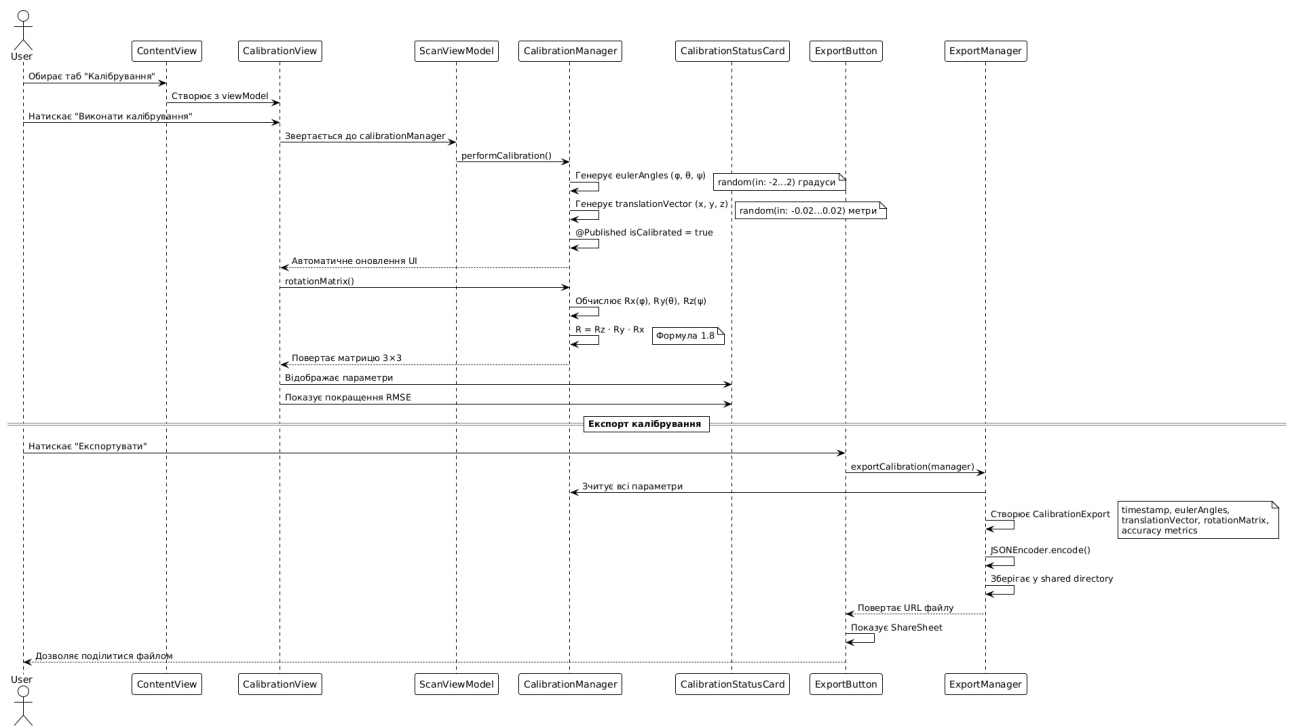 User
ContentView
CalibrationView
ScanViewModel
CalibrationManager
CalibrationStatusCard
ExportButton
ExportManager
Обирає таб "Калібрування"
Створює з viewModel
Натискає "Виконати калібрування"
Звертається до calibrationManager
performCalibration()
Генерує eulerAngles (φ, θ, ψ)
random(in: -2...2) градуси
Генерує translationVector (x, y, z)
random(in: -0.02...0.02) метри
@Published isCalibrated = true
Автоматичне оновлення UI
rotationMatrix()
Обчислює Rx(φ), Ry(θ), Rz(ψ)
R = Rz · Ry · Rx
Формула 1.8
Повертає матрицю 3×3
Відображає параметри
Показує покращення RMSE
Експорт калібрування
Натискає "Експортувати"
exportCalibration(manager)
Зчитує всі параметри
Створює CalibrationExport
timestamp, eulerAngles,
translationVector, rotationMatrix,
accuracy metrics
JSONEncoder.encode()
Зберігає у shared directory
Повертає URL файлу
Показує ShareSheet
Дозволяє поділитися файлом
User
ContentView
CalibrationView
ScanViewModel
CalibrationManager
CalibrationStatusCard
ExportButton
ExportManager